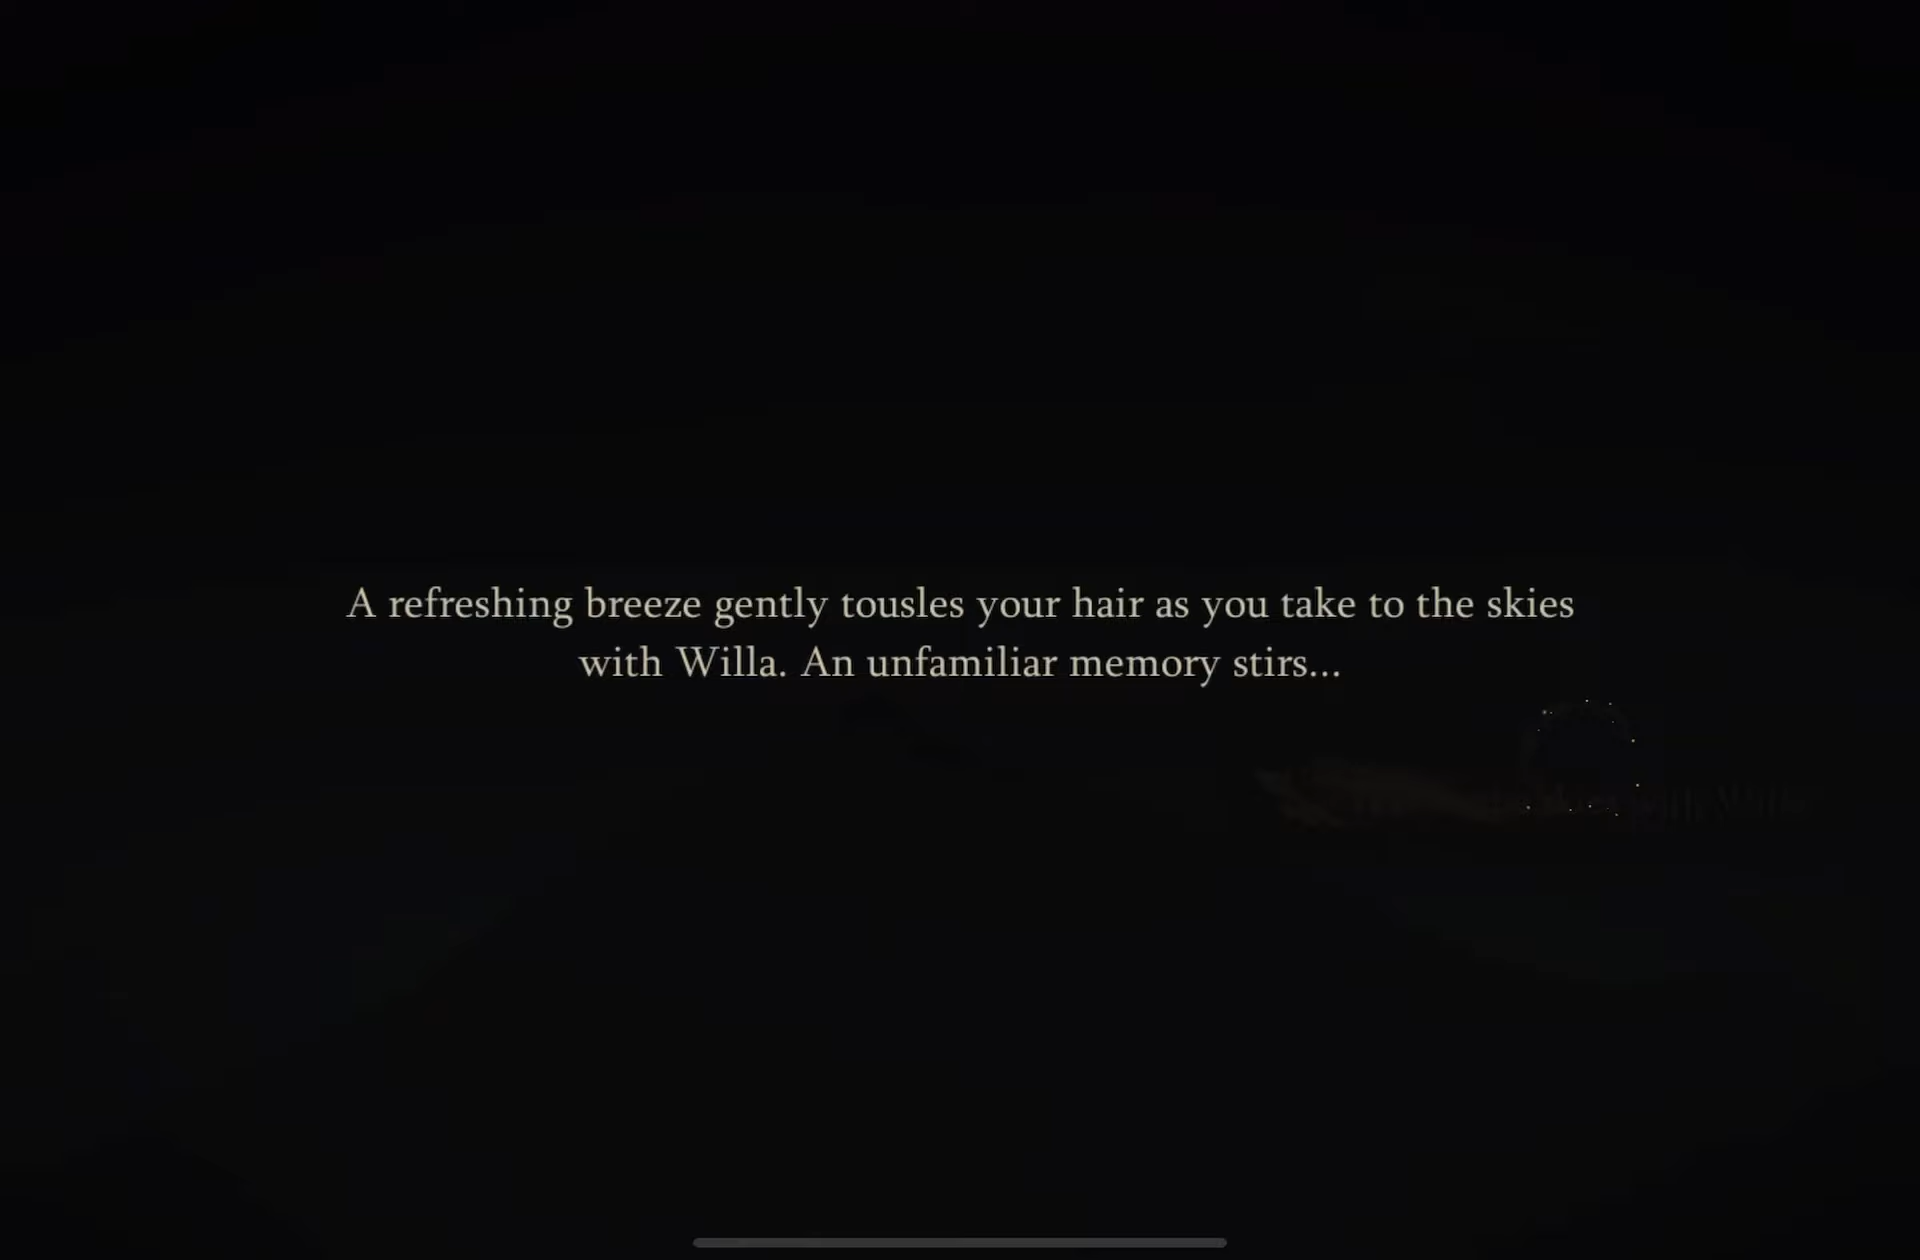 A refreshing breeze gently tousles your hair as you take to the skies
with Willa. An unfamiliar memory stirs...